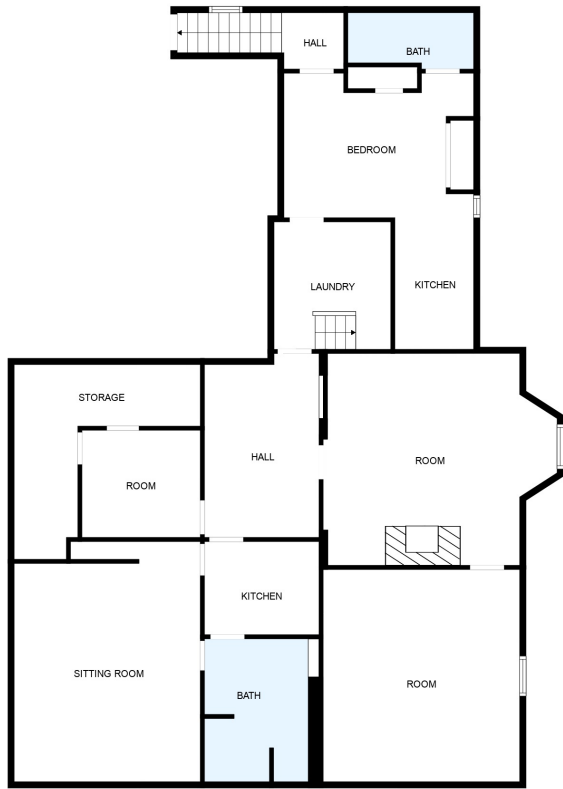 HALL
BATH
BEDROOM
LAUNDRY
KITCHEN
STORAGE
HALL
ROOM
ROOM
KITCHEN
SITTING ROOM
ROOM
BATH